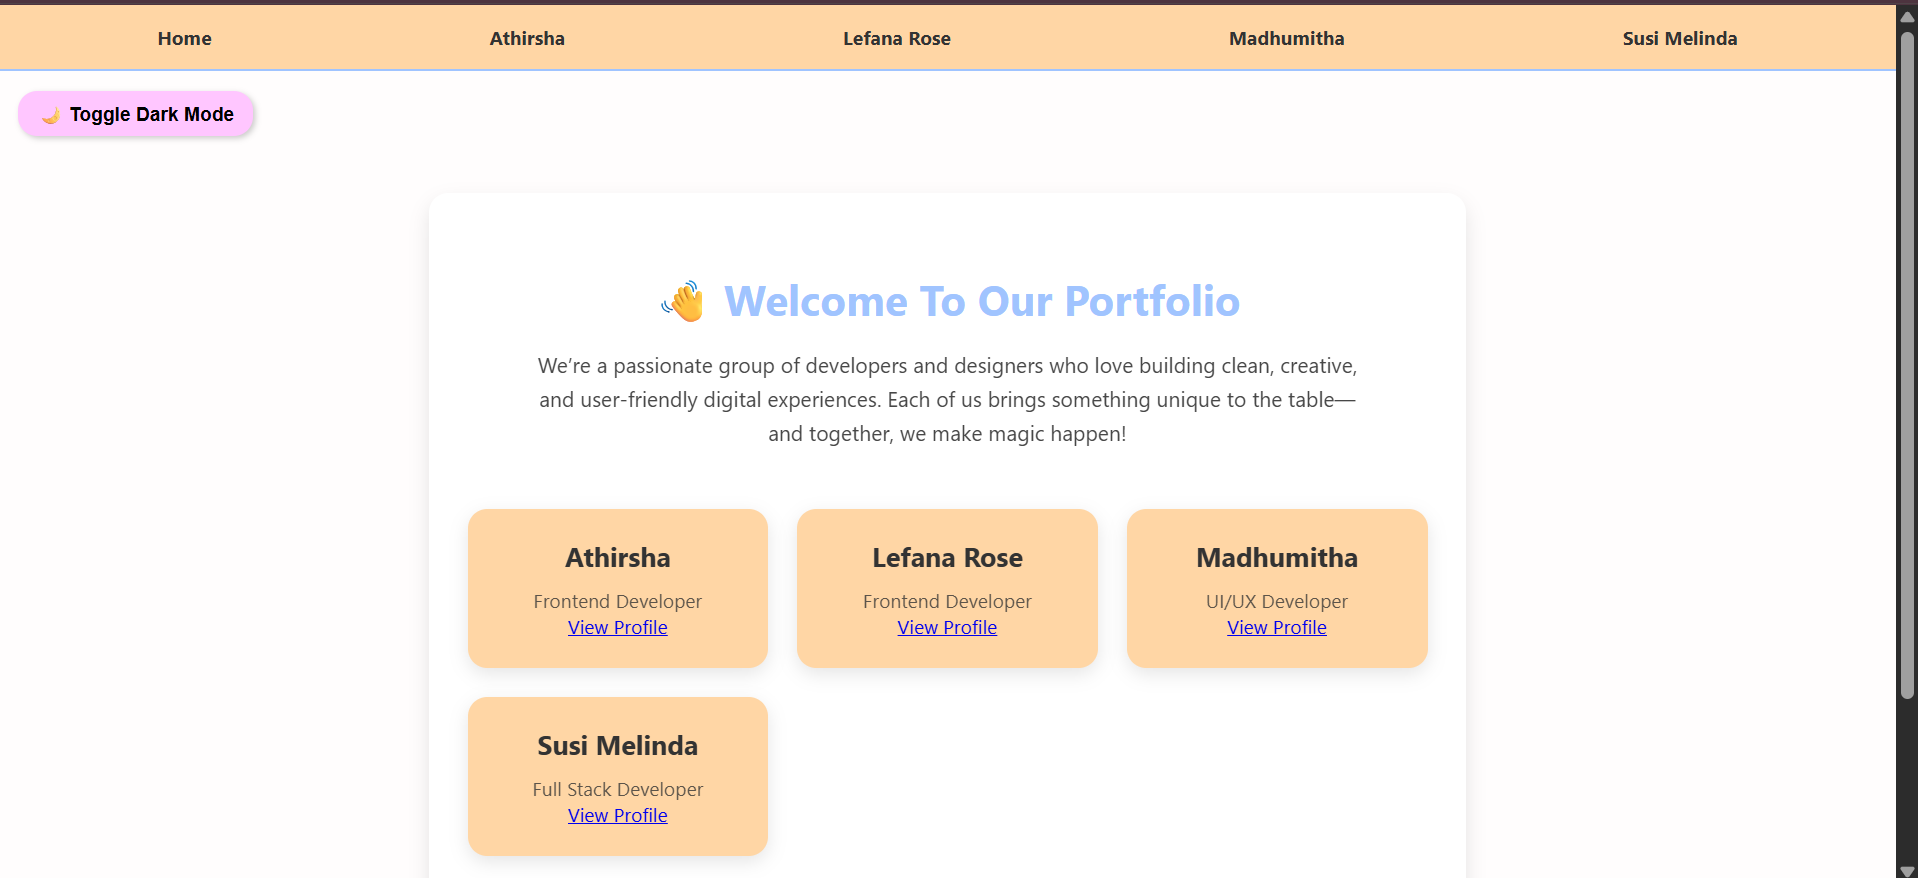 Home Athirsha Lefana Rose Madhumitha Susi Melinda
🌙 Toggle Dark Mode
👋 Welcome To Our Portfolio
We’re a passionate group of developers and designers who love building clean, creative,
and user-friendly digital experiences. Each of us brings something unique to the table—
and together, we make magic happen!
Athirsha
Frontend Developer
View Profile
Lefana Rose
Frontend Developer
View Profile
Madhumitha
UI/UX Developer
View Profile
Susi Melinda
Full Stack Developer
View Profile